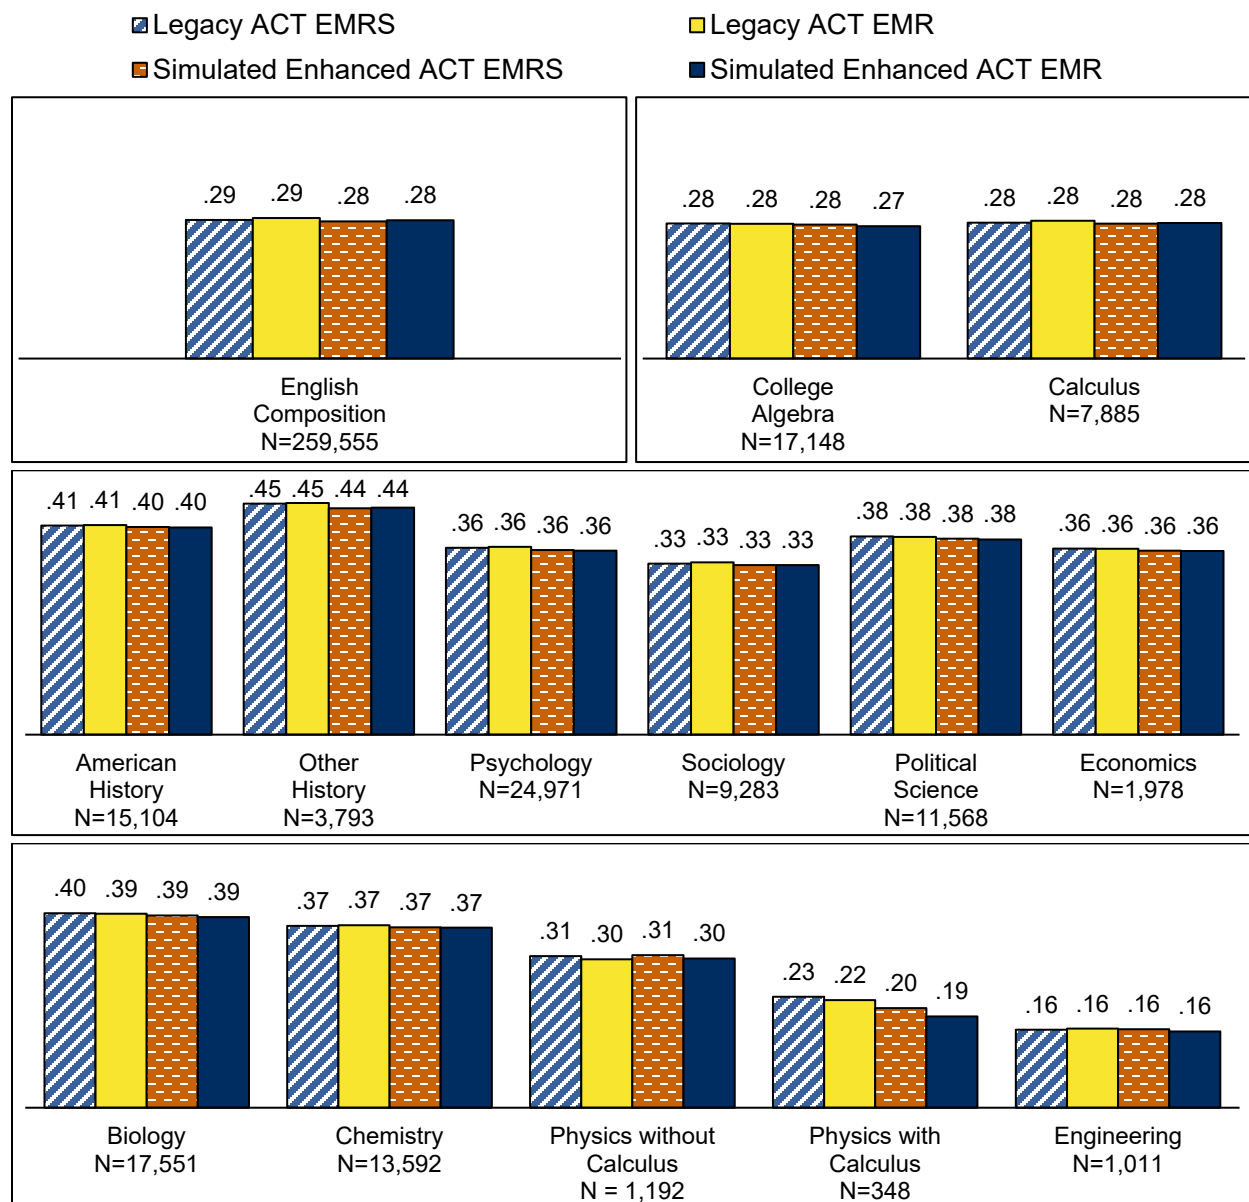 Legacy ACT EMRS
Legacy ACT EMR
Simulated Enhanced ACT EMRS
Simulated Enhanced ACT EMR
.29 .29 .28 .28
English
Composition
N=259,555
.28 .28 .28 .27
College
Algebra
N=17,148
.28 .28 .28 .28
Calculus
N=7,885
.41 .41 .40 .40
American
History
N=15,104
.45 .45 .44 .44
Other
History
N=3,793
.36 .36 .36 .36
Psychology
N=24,971
.33 .33 .33 .33
Sociology
N=9,283
.38 .38 .38 .38
Political
Science
N=11,568
.36 .36 .36 .36
Economics
N=1,978
.40 .39 .39 .39
Biology
N=17,551
.37 .37 .37 .37
Chemistry
N=13,592
.31 .30 .31 .30
Physics without
Calculus
N = 1,192
.23 .22 .20 .19
Physics with
Calculus
N=348
.16 .16 .16 .16
Engineering
N=1,011